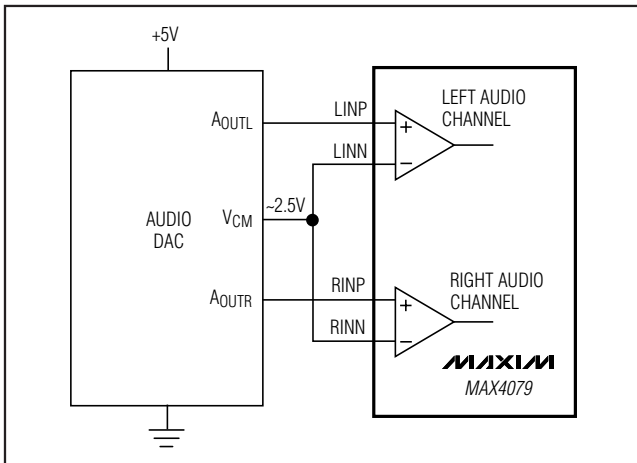 +5V
AUDIO
DAC
AOUTL
VCM
AOUTR
~2.5V
LINP
LINN
RINP
RINN
+
−
LEFT AUDIO
CHANNEL
+
−
RIGHT AUDIO
CHANNEL
MAXIM
MAX4079